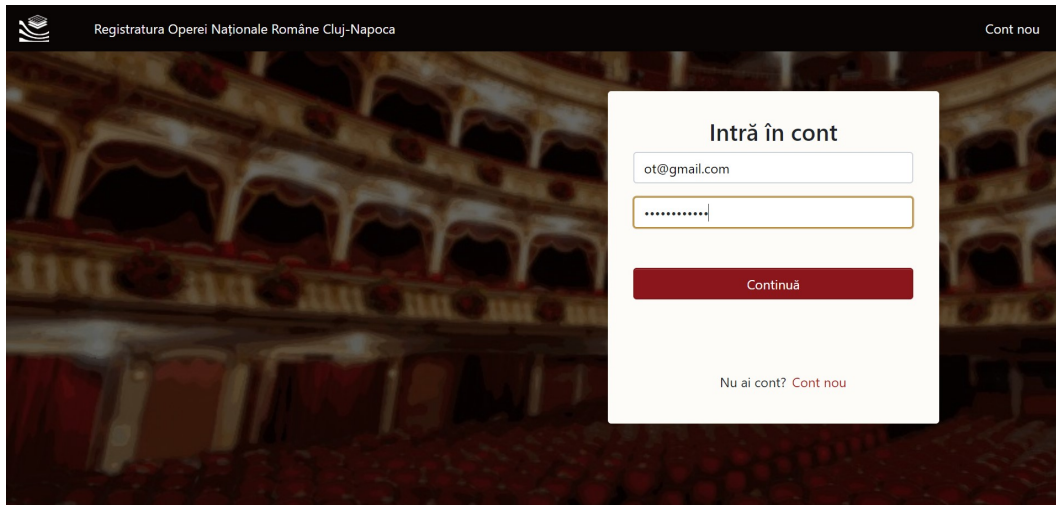 Registratura Operei Naționale Române Cluj-Napoca
Cont nou
Intră în cont
ot@gmail.com
••••••••••••
Continuă
Nu ai cont? Cont nou